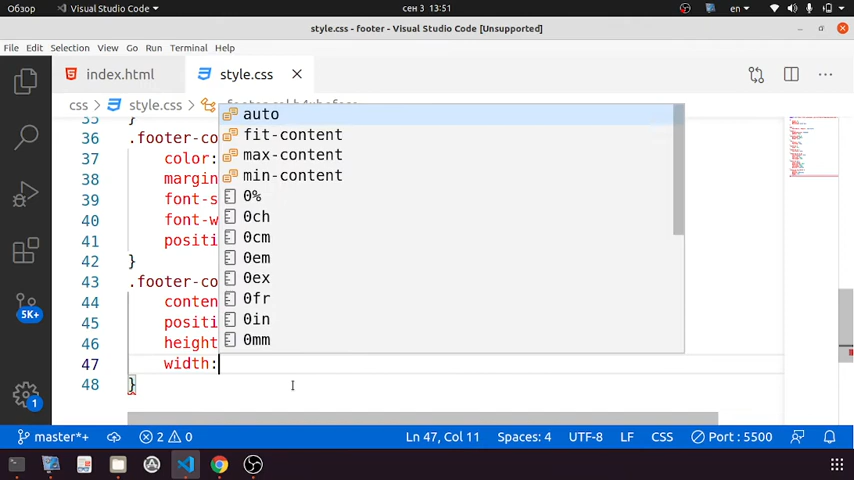 Обзор Visual Studio Code сен 3 13:51 en
style.css - footer - Visual Studio Code [Unsupported]
File Edit Selection View Go Run Terminal Help
index.html style.css
css style.css
35 }
36 .footer-co
37 color:
38 margin
39 font-s
40 font-w
41 positi
42 }
43 .footer-co
44 conten
45 positi
46 height
47 width:
48 }
auto
fit-content
max-content
min-content
0%
0ch
0cm
0em
0ex
0fr
0in
0mm
5K+
1
master*+ 2 0 Ln 47, Col 11 Spaces: 4 UTF-8 LF CSS Port : 5500